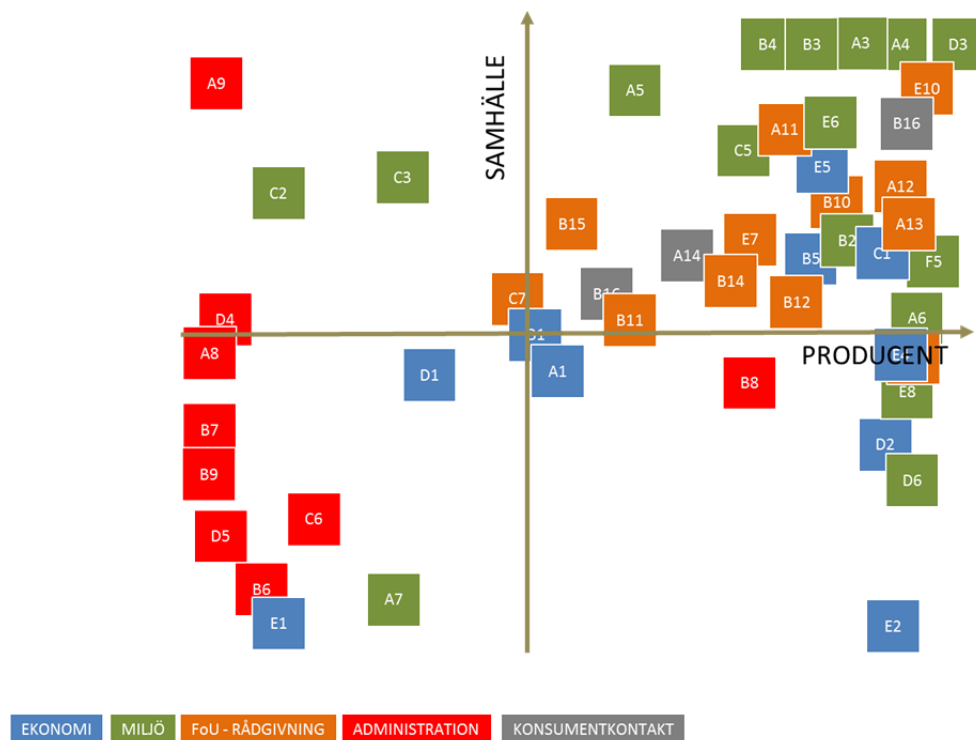 SAMHÄLLE
B4 B3 A3 A4 D3
A9 A5 E10
A11 E6 B16
C5
E5
C2 C3 A12
B10
B15 A13
E7 B2
A14 B5 C1 F5
B14
C7 B16 B12
D4 B11 A6
A8 PRODUCENT
D1 A1 B8 E8
B7 D2
B9 D6
C6
D5
B6 A7
E1 E2
EKONOMI MILJÖ FoU - RÅDGIVNING ADMINISTRATION KONSUMENTKONTAKT